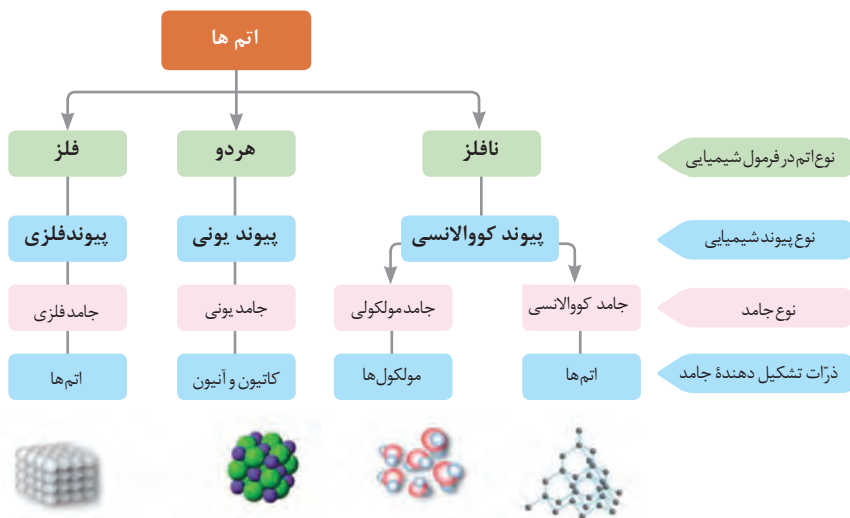 اتم ها
نوع اتم در فرمول شیمیایی
نافلز
هردو
فلز
نوع پیوند شیمیایی
پیوند کووالانسی
پیوند یونی
پیوند فلزی
نوع جامد
جامد کووالانسی
جامد مولکولی
جامد یونی
جامد فلزی
ذرّات تشکیل دهندهٔ جامد
اتم‌ها
مولکول‌ها
کاتیون و آنیون
اتم‌ها